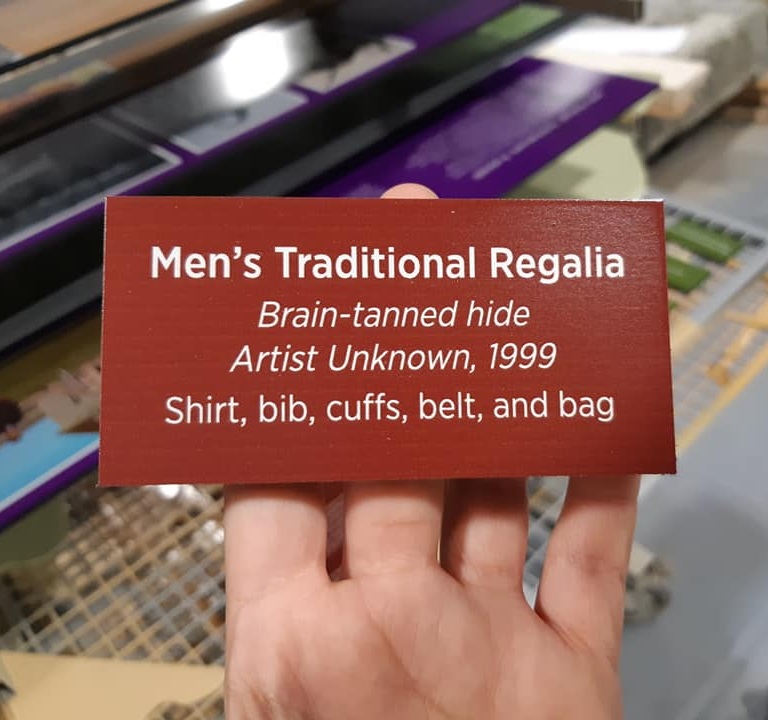 Men's Traditional Regalia
Brain-tanned hide
Artist Unknown, 1999
Shirt, bib, cuffs, belt, and bag